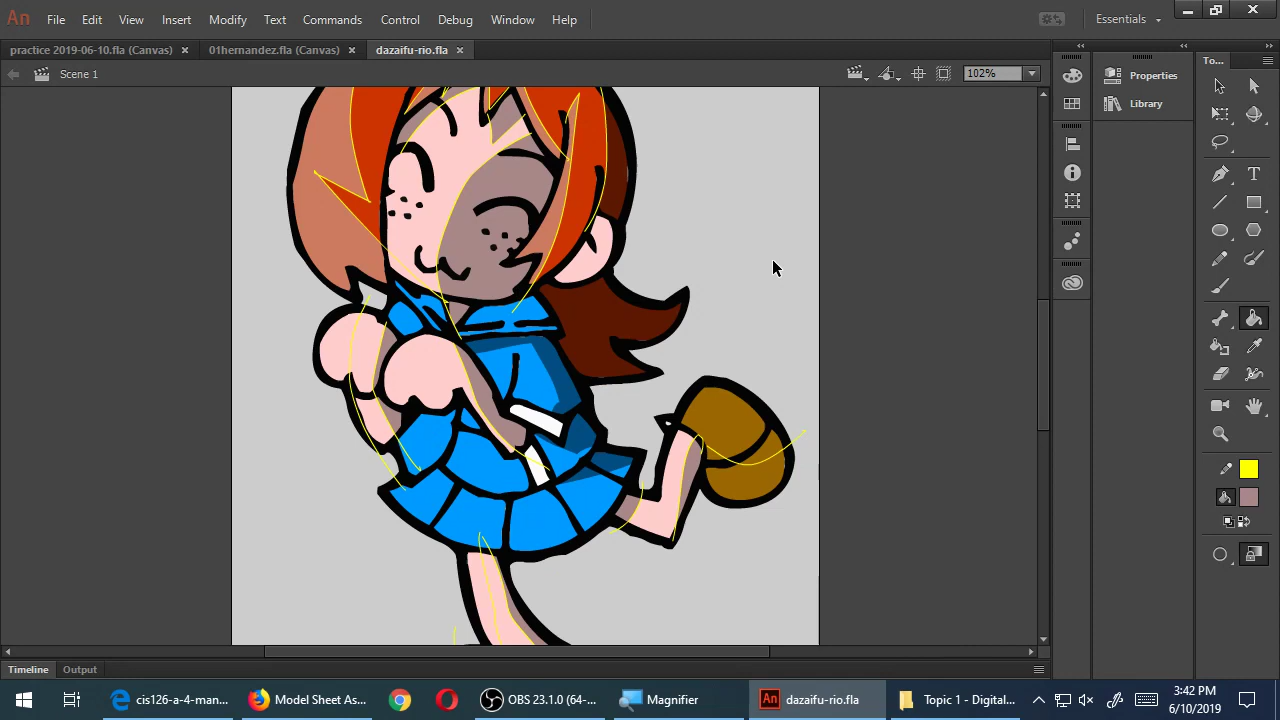 An File Edit View Insert Modify Text Commands Control Debug Window Help Essentials
practice 2019-06-10.fla (Canvas) × 01hernandez.fla (Canvas) × dazaifu-rio.fla ×
To...
Scene 1 102%
Properties
Library
T
Timeline Output
cis126-a-4-man... Model Sheet As... OBS 23.1.0 (64-... Magnifier An dazaifu-rio.fla Topic 1 - Digital...
3:42 PM
6/10/2019